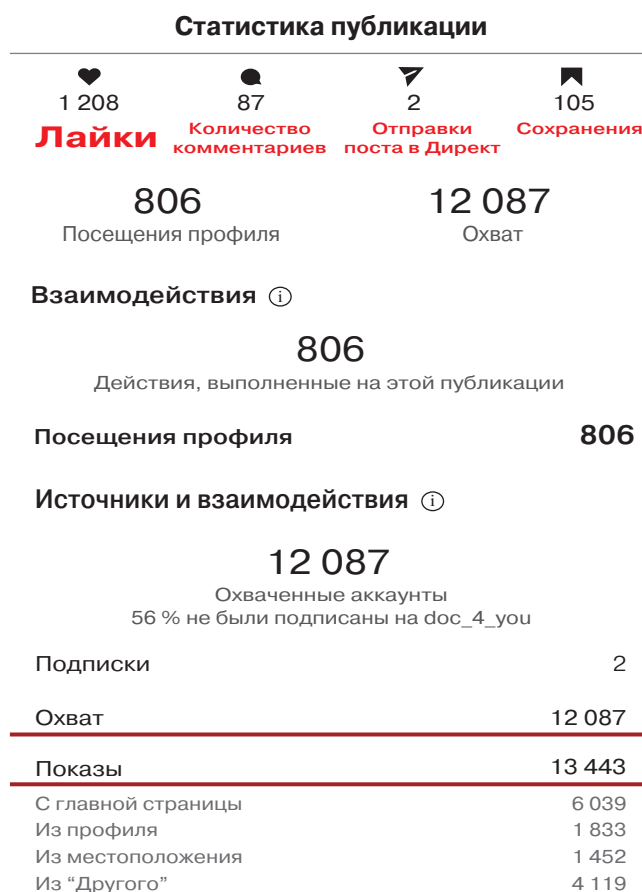 Статистика публикации
1 208 87 2 105
Лайки Количество комментариев Отправки поста в Директ Сохранения
806 12 087
Посещения профиля Охват
Взаимодействия i
806
Действия, выполненные на этой публикации
Посещения профиля 806
Источники и взаимодействия i
12 087
Охваченные аккаунты
56 % не были подписаны на doc_4_you
Подписки 2
Охват 12 087
Показы 13 443
С главной страницы 6 039
Из профиля 1 833
Из местоположения 1 452
Из “Другого” 4 119